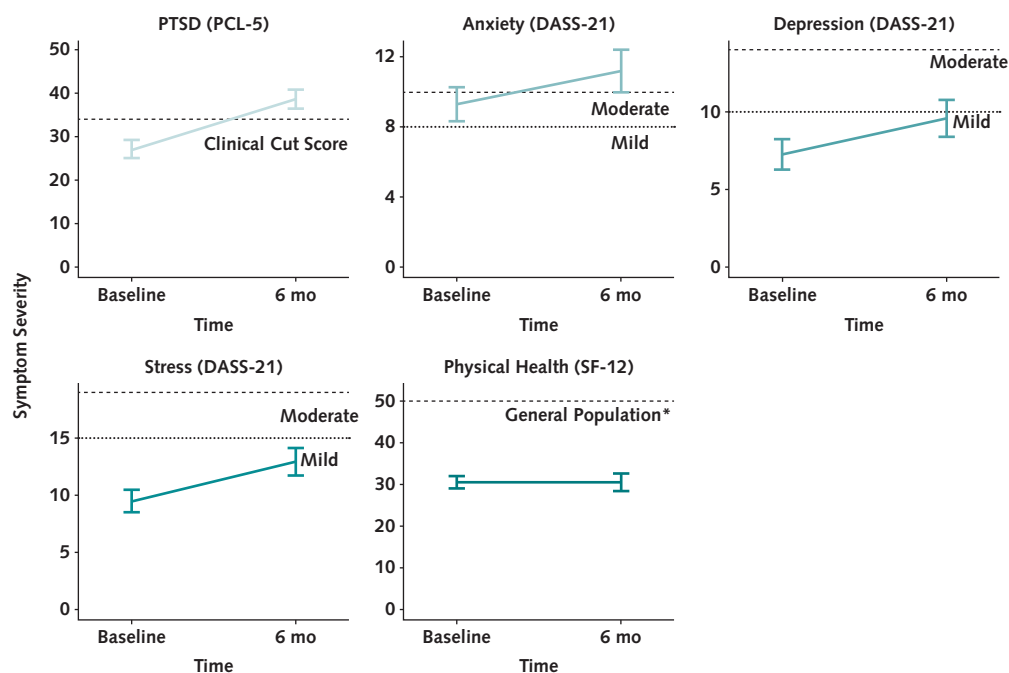 PTSD (PCL-5)
50
40
30
20
10
0
Clinical Cut Score
Baseline
6 mo
Time
Anxiety (DASS-21)
12
8
4
0
Moderate
Mild
Baseline
6 mo
Time
Depression (DASS-21)
10
5
0
Moderate
Mild
Baseline
6 mo
Time
Symptom Severity
Stress (DASS-21)
15
10
5
0
Moderate
Mild
Baseline
6 mo
Time
Physical Health (SF-12)
50
40
30
20
10
0
General Population*
Baseline
6 mo
Time